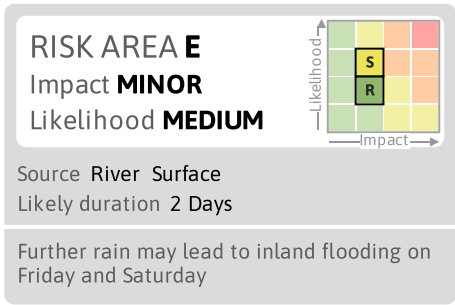 RISK AREA E
Impact MINOR
Likelihood MEDIUM
Likelihood
S
R
Impact
Source River Surface
Likely duration 2 Days
Further rain may lead to inland flooding on
Friday and Saturday